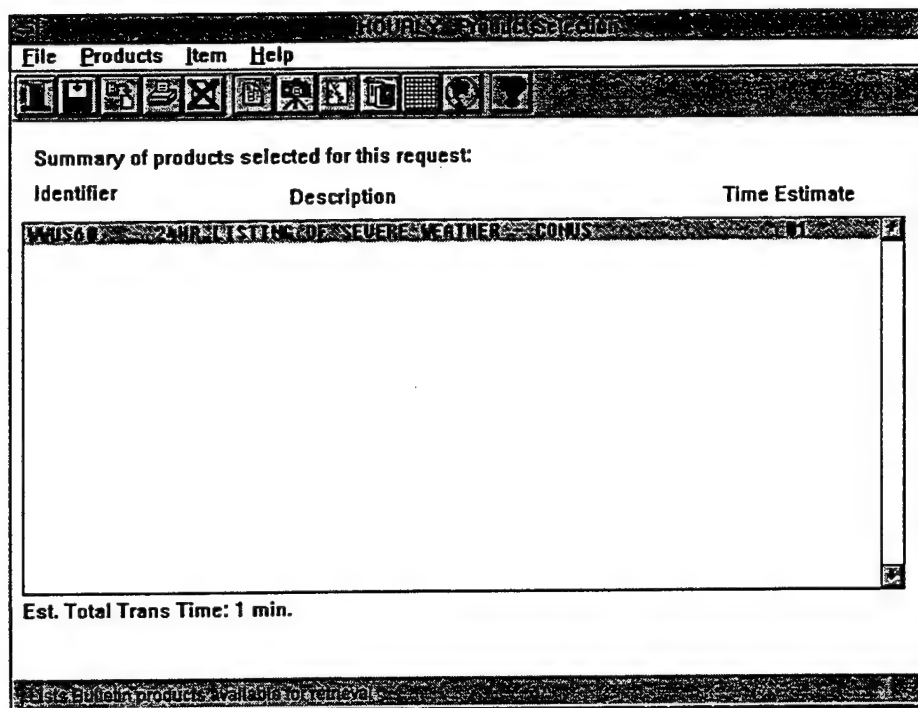 HOURLY - Product Selection
File Products Item Help
Summary of products selected for this request:
Identifier Description Time Estimate
WWUS60 24HR LISTING OF SEVERE WEATHER - CONUS 01
Est. Total Trans Time: 1 min.
Lists Bulletin products available for retrieval